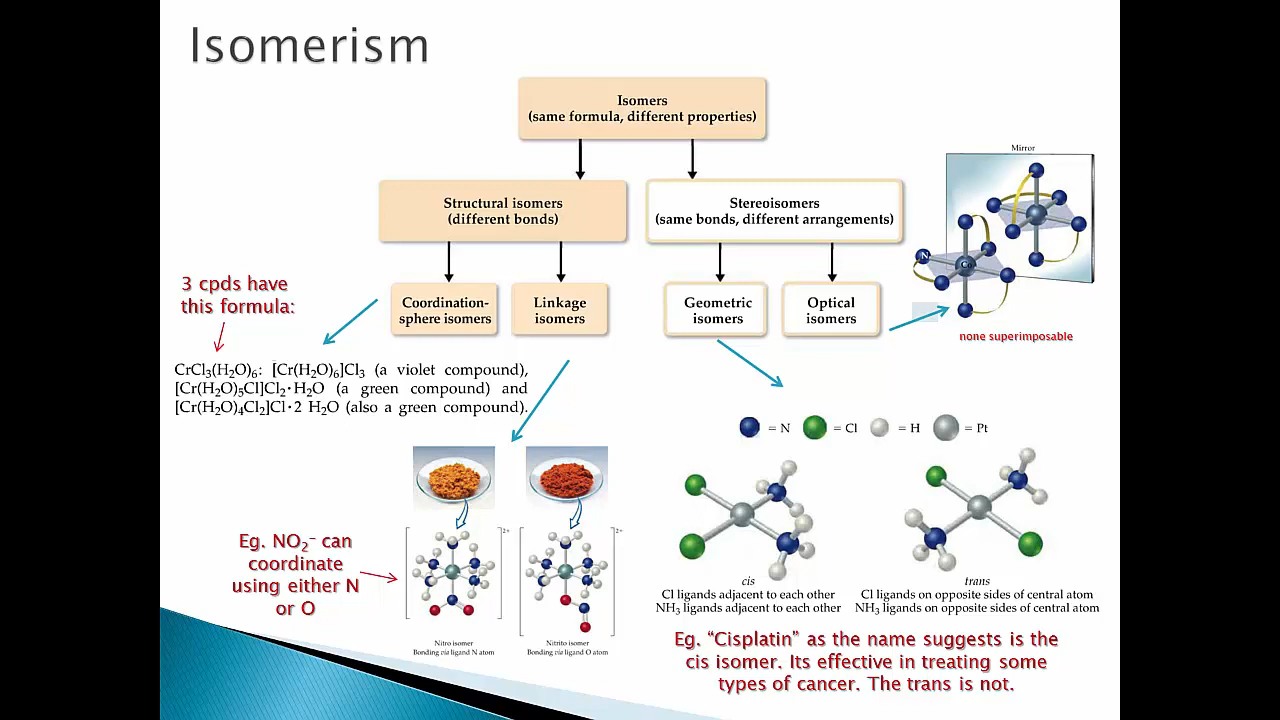 Isomerism
Isomers
(same formula, different properties)
Structural isomers
(different bonds)
Stereoisomers
(same bonds, different arrangements)
Coordination-
sphere isomers
Linkage
isomers
Geometric
isomers
Optical
isomers
Mirror
N
Co
none superimposable
3 cpds have
this formula:
CrCl₃(H₂O)₆: [Cr(H₂O)₆]Cl₃ (a violet compound),
[Cr(H₂O)₅Cl]Cl₂·H₂O (a green compound) and
[Cr(H₂O)₄Cl₂]Cl·2 H₂O (also a green compound).
= N
= Cl
= H
= Pt
Eg. NO₂⁻ can
coordinate
using either N
or O
2+
2+
Nitro isomer
Bonding via ligand N atom
Nitrito isomer
Bonding via ligand O atom
cis
Cl ligands adjacent to each other
NH₃ ligands adjacent to each other
trans
Cl ligands on opposite sides of central atom
NH₃ ligands on opposite sides of central atom
Eg. “Cisplatin” as the name suggests is the
cis isomer. Its effective in treating some
types of cancer. The trans is not.